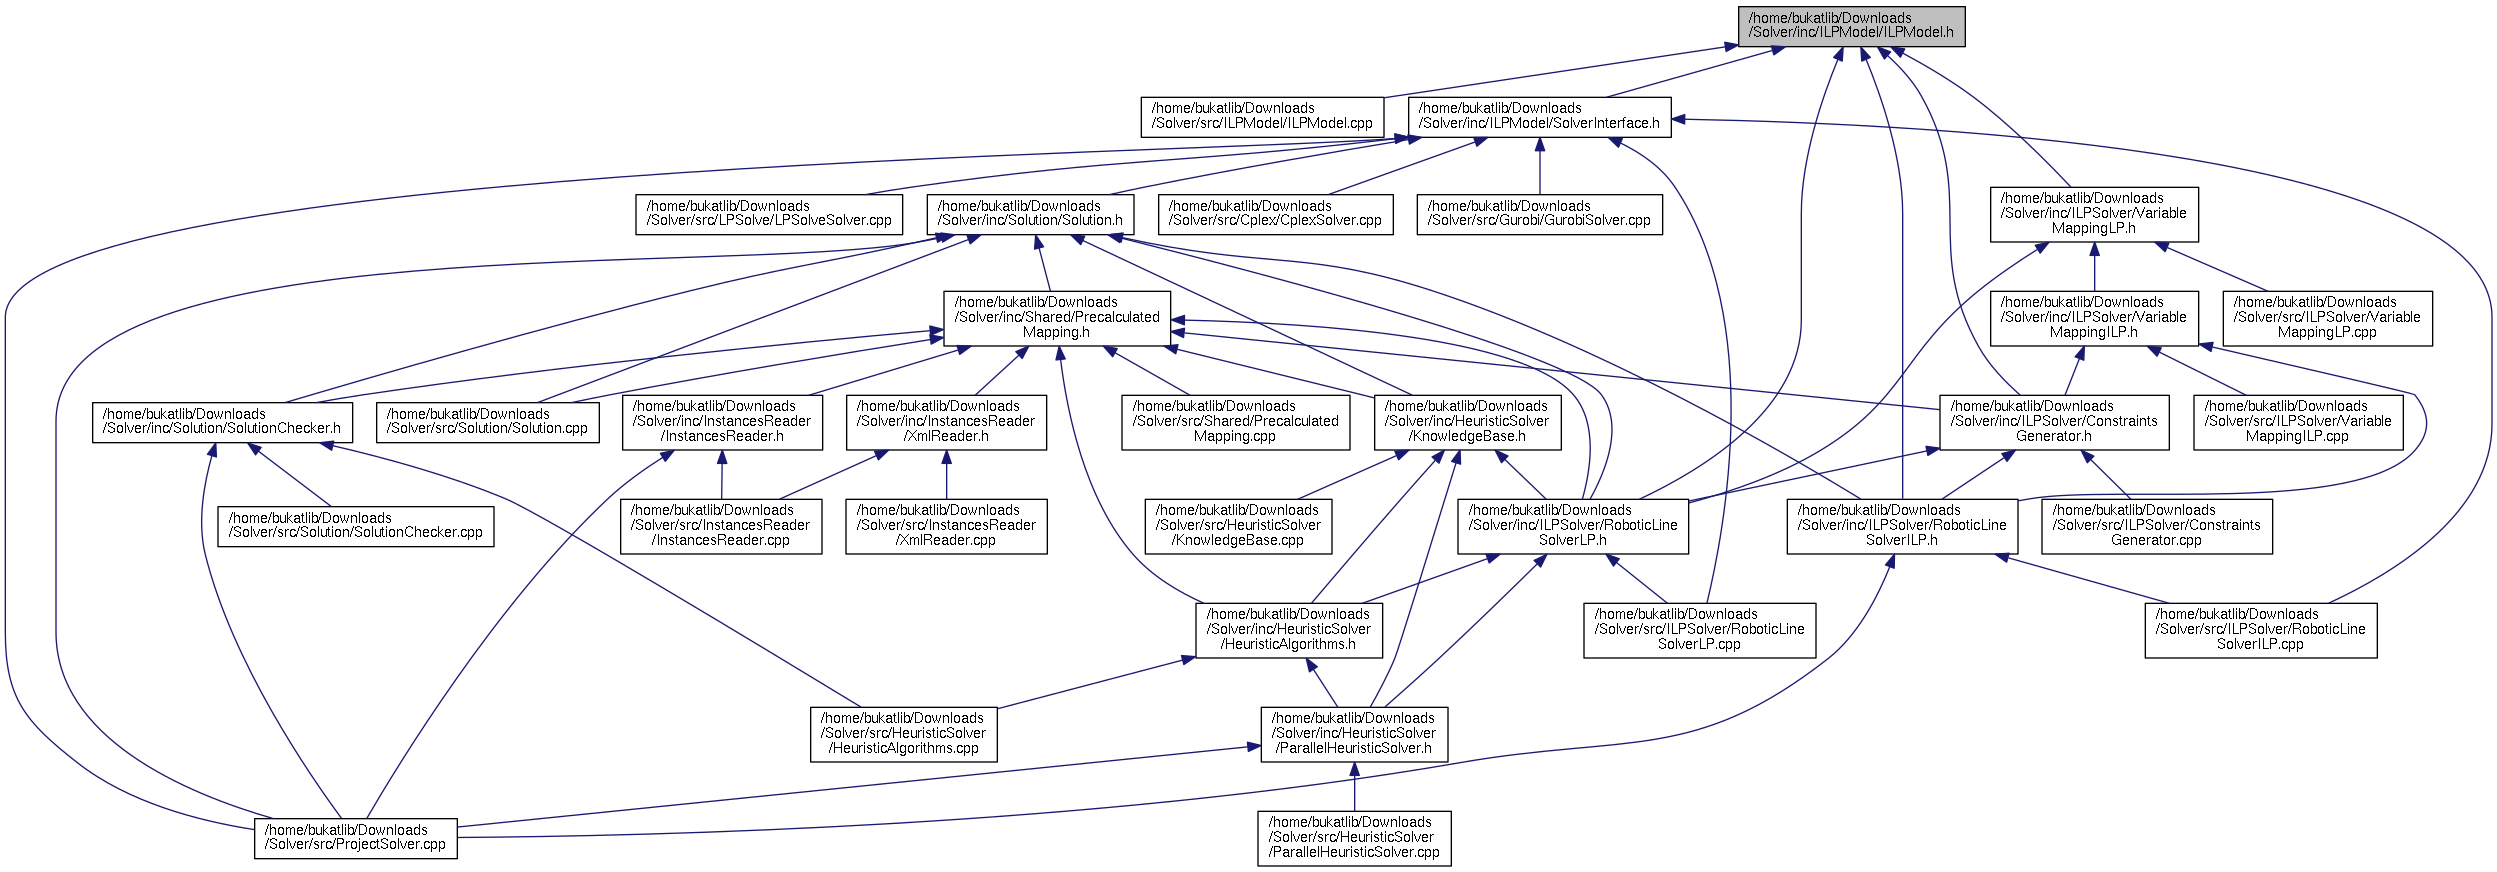 /home/bukatlib/Downloads
/Solver/inc/ILPModel/ILPModel.h
/home/bukatlib/Downloads
/Solver/src/ILPModel/ILPModel.cpp
/home/bukatlib/Downloads
/Solver/inc/ILPModel/SolverInterface.h
/home/bukatlib/Downloads
/Solver/src/LPSolve/LPSolveSolver.cpp
/home/bukatlib/Downloads
/Solver/inc/Solution/Solution.h
/home/bukatlib/Downloads
/Solver/src/Cplex/CplexSolver.cpp
/home/bukatlib/Downloads
/Solver/src/Gurobi/GurobiSolver.cpp
/home/bukatlib/Downloads
/Solver/inc/ILPSolver/Variable
MappingLP.h
/home/bukatlib/Downloads
/Solver/inc/Shared/Precalculated
Mapping.h
/home/bukatlib/Downloads
/Solver/inc/ILPSolver/Variable
MappingILP.h
/home/bukatlib/Downloads
/Solver/src/ILPSolver/Variable
MappingLP.cpp
/home/bukatlib/Downloads
/Solver/inc/Solution/SolutionChecker.h
/home/bukatlib/Downloads
/Solver/src/Solution/Solution.cpp
/home/bukatlib/Downloads
/Solver/inc/InstancesReader
/InstancesReader.h
/home/bukatlib/Downloads
/Solver/inc/InstancesReader
/XmlReader.h
/home/bukatlib/Downloads
/Solver/src/Shared/Precalculated
Mapping.cpp
/home/bukatlib/Downloads
/Solver/inc/HeuristicSolver
/KnowledgeBase.h
/home/bukatlib/Downloads
/Solver/inc/ILPSolver/Constraints
Generator.h
/home/bukatlib/Downloads
/Solver/src/ILPSolver/Variable
MappingILP.cpp
/home/bukatlib/Downloads
/Solver/src/Solution/SolutionChecker.cpp
/home/bukatlib/Downloads
/Solver/src/InstancesReader
/InstancesReader.cpp
/home/bukatlib/Downloads
/Solver/src/InstancesReader
/XmlReader.cpp
/home/bukatlib/Downloads
/Solver/src/HeuristicSolver
/KnowledgeBase.cpp
/home/bukatlib/Downloads
/Solver/inc/ILPSolver/RoboticLine
SolverLP.h
/home/bukatlib/Downloads
/Solver/inc/ILPSolver/RoboticLine
SolverILP.h
/home/bukatlib/Downloads
/Solver/src/ILPSolver/Constraints
Generator.cpp
/home/bukatlib/Downloads
/Solver/inc/HeuristicSolver
/HeuristicAlgorithms.h
/home/bukatlib/Downloads
/Solver/src/ILPSolver/RoboticLine
SolverLP.cpp
/home/bukatlib/Downloads
/Solver/src/ILPSolver/RoboticLine
SolverILP.cpp
/home/bukatlib/Downloads
/Solver/src/HeuristicSolver
/HeuristicAlgorithms.cpp
/home/bukatlib/Downloads
/Solver/inc/HeuristicSolver
/ParallelHeuristicSolver.h
/home/bukatlib/Downloads
/Solver/src/ProjectSolver.cpp
/home/bukatlib/Downloads
/Solver/src/HeuristicSolver
/ParallelHeuristicSolver.cpp